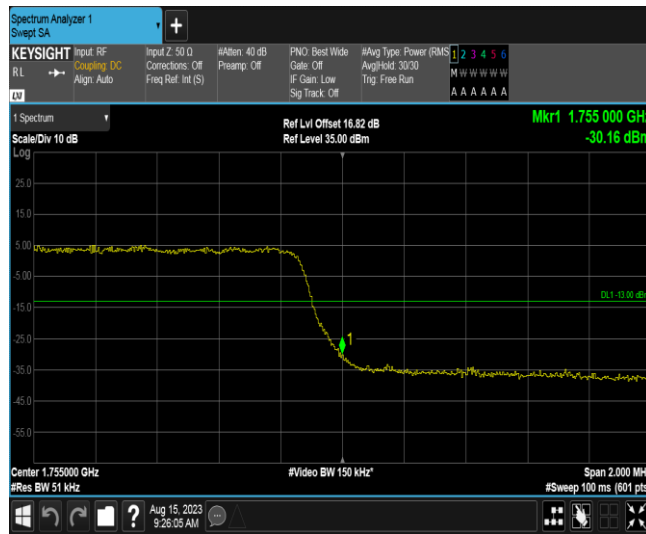 Spectrum Analyzer 1
Swept SA
+
KEYSIGHT Input: RF Input Z: 50 Ω #Atten: 40 dB PNO: Best Wide #Avg Type: Power (RMS 1 2 3 4 5 6
RL Coupling: DC Corrections: Off Preamp: Off Gate: Off Avg|Hold: 30/30 M W W W W W
Align: Auto Freq Ref: Int (S) IF Gain: Low Trig: Free Run
LXI Sig Track: Off A A A A A A
1 Spectrum Ref Lvl Offset 16.82 dB Mkr1 1.755 000 GHz
Scale/Div 10 dB Ref Level 35.00 dBm -30.16 dBm
Log
25.0
15.0
5.00
-5.00
DL1 -13.00 dBm
-15.0
-25.0
1
-35.0
-45.0
-55.0
Center 1.755000 GHz #Video BW 150 kHz* Span 2.000 MH
#Res BW 51 kHz #Sweep 100 ms (601 pts
? Aug 15, 2023
9:26:05 AM